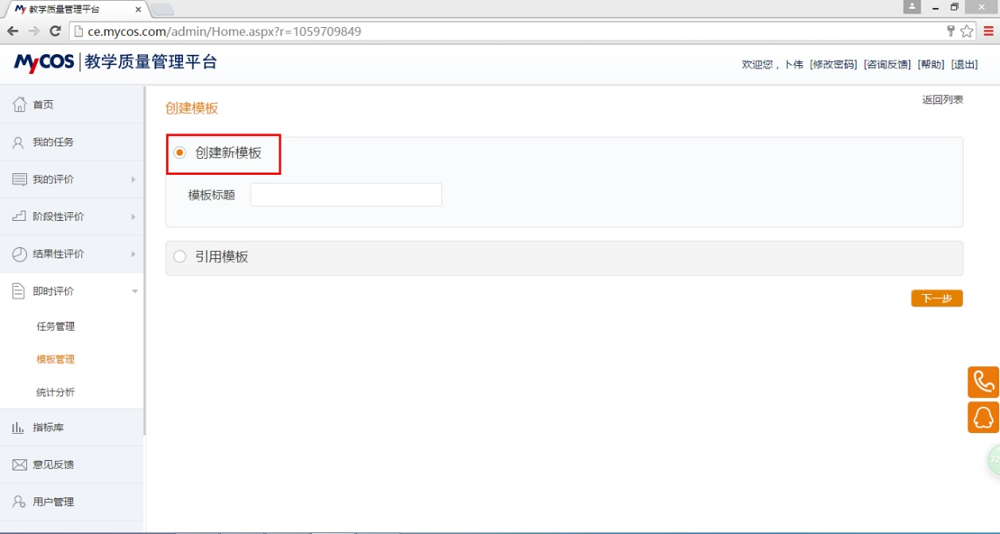 My 教学质量管理平台
ce.mycos.com/admin/Home.aspx?r=1059709849
MyCOS 教学质量管理平台
欢迎您，卜伟 [修改密码] [咨询反馈] [帮助] [退出]
首页
我的任务
我的评价
阶段性评价
结果性评价
即时评价
任务管理
模板管理
统计分析
指标库
意见反馈
用户管理
创建模板
返回列表
创建新模板
模板标题
引用模板
下一步
72